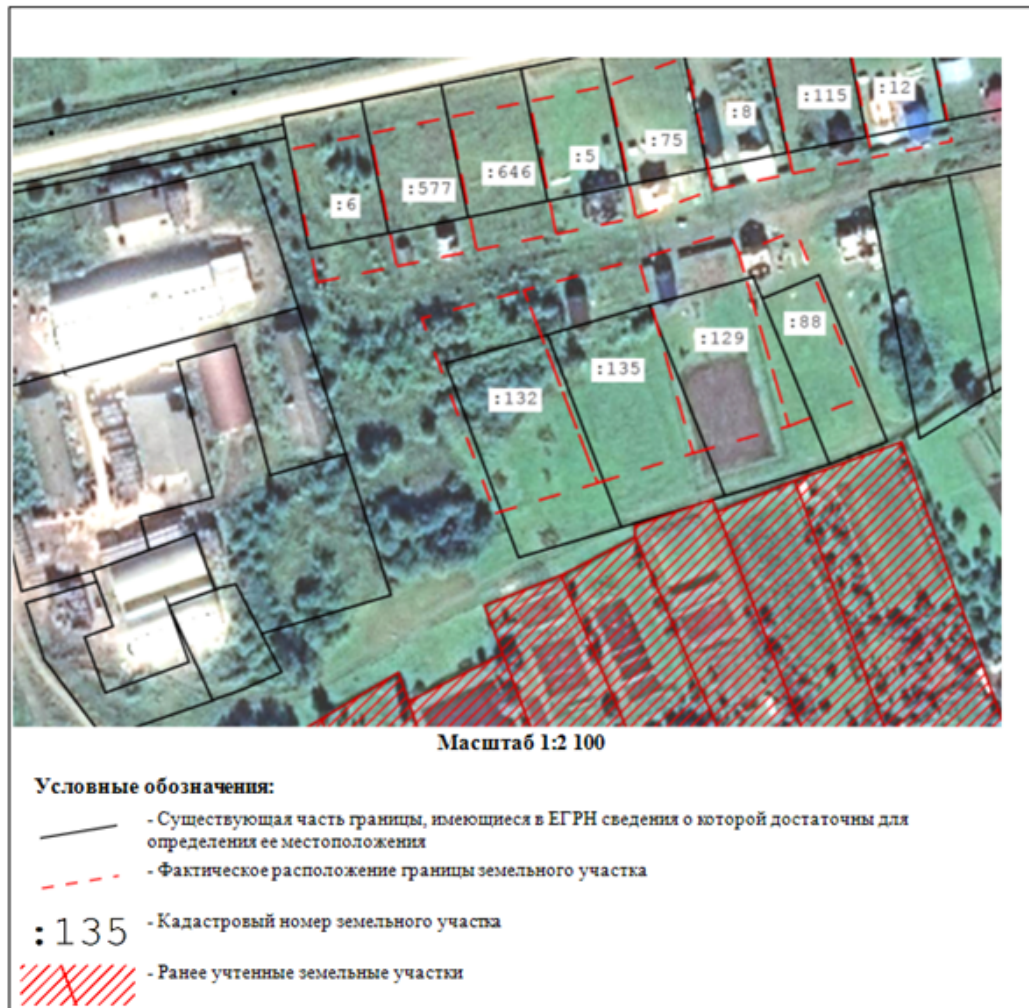 :12
:115
:8
:75
:5
:646
:577
:6
:88
:129
:135
:132
Масштаб 1:2 100
Условные обозначения:
- Существующая часть границы, имеющиеся в ЕГРН сведения о которой достаточны для
определения ее местоположения
- Фактическое расположение границы земельного участка
:135 - Кадастровый номер земельного участка
- Ранее учтенные земельные участки